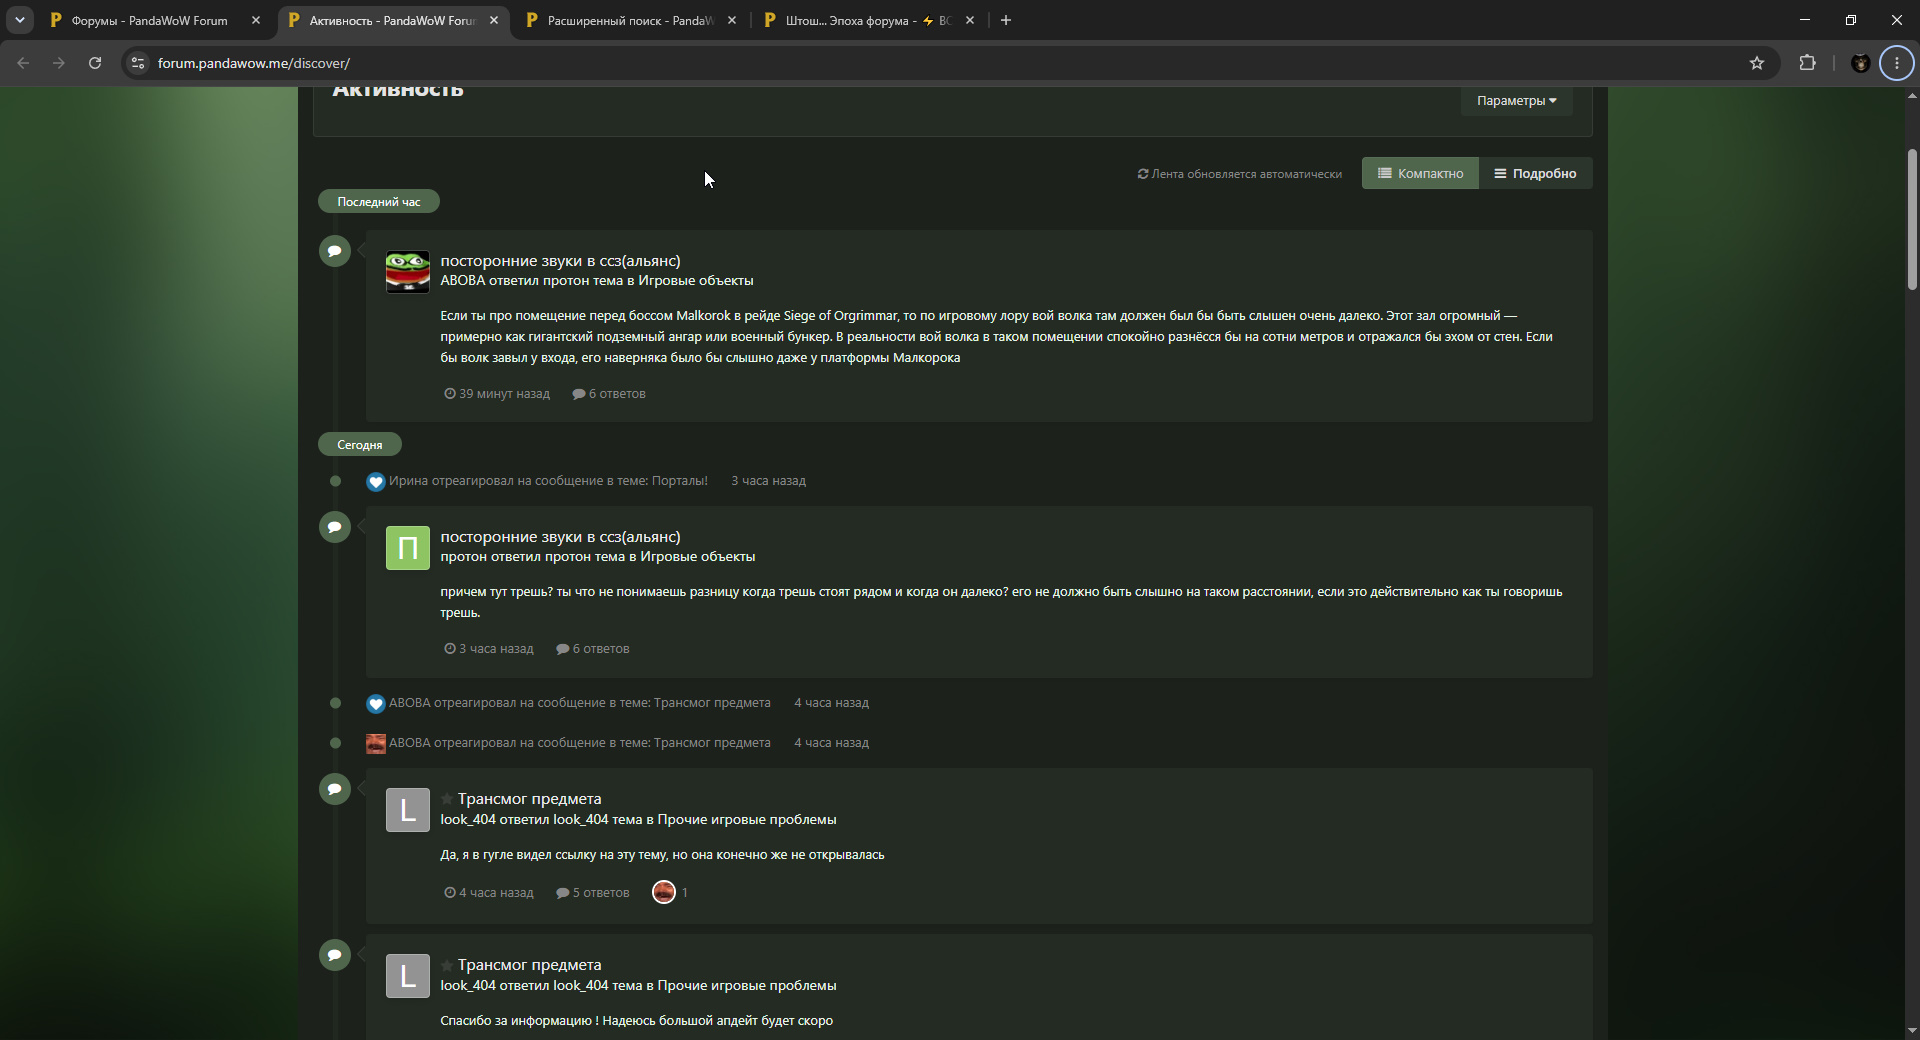 Форумы - PandaWoW Forum
Активность - PandaWoW Forum
Расширенный поиск - PandaW
Штош... Эпоха форума - ⚡ ВС
forum.pandawow.me/discover/
Активность
Параметры
Лента обновляется автоматически
Компактно
Подробно
Последний час
посторонние звуки в ссз(альянс)
АВОВА ответил протон тема в Игровые объекты
Если ты про помещение перед боссом Malkorok в рейде Siege of Orgrimmar, то по игровому лору вой волка там должен был бы быть слышен очень далеко. Этот зал огромный —
примерно как гигантский подземный ангар или военный бункер. В реальности вой волка в таком помещении спокойно разнёсся бы на сотни метров и отражался бы эхом от стен. Если
бы волк завыл у входа, его наверняка было бы слышно даже у платформы Малкорока
39 минут назад
6 ответов
Сегодня
Ирина отреагировал на сообщение в теме: Порталы!
3 часа назад
П
посторонние звуки в ссз(альянс)
протон ответил протон тема в Игровые объекты
причем тут трешь? ты что не понимаешь разницу когда трешь стоят рядом и когда он далеко? его не должно быть слышно на таком расстоянии, если это действительно как ты говоришь
трешь.
3 часа назад
6 ответов
АВОВА отреагировал на сообщение в теме: Трансмог предмета
4 часа назад
АВОВА отреагировал на сообщение в теме: Трансмог предмета
4 часа назад
L
Трансмог предмета
look_404 ответил look_404 тема в Прочие игровые проблемы
Да, я в гугле видел ссылку на эту тему, но она конечно же не открывалась
4 часа назад
5 ответов
1
L
Трансмог предмета
look_404 ответил look_404 тема в Прочие игровые проблемы
Спасибо за информацию ! Надеюсь большой апдейт будет скоро